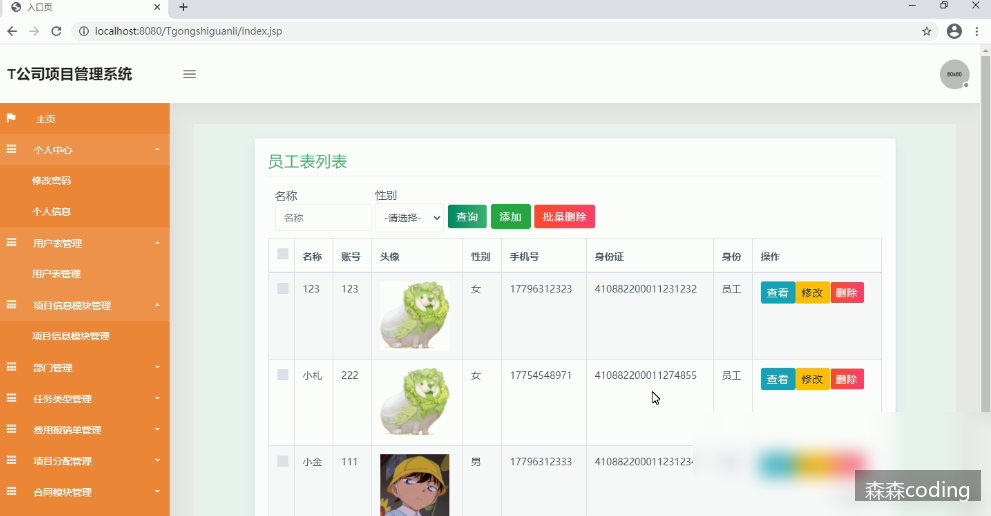 入口页
localhost:8080/Tgongshiguanli/index.jsp
T公司项目管理系统
80x80
主页
个人中心
修改密码
个人信息
用户表管理
用户表管理
项目信息模块管理
项目信息模块管理
部门管理
任务类型管理
费用报销单管理
项目分配管理
合同模块管理
员工表列表
名称 性别
名称 -请选择- 查询 添加 批量删除
名称 账号 头像 性别 手机号 身份证 身份 操作
123 123 女 17796312323 410882200011231232 员工 查看 修改 删除
小札 222 女 17754548971 410882200011274855 员工 查看 修改 删除
小金 111 男 17796312333 41088220001123123
森森coding